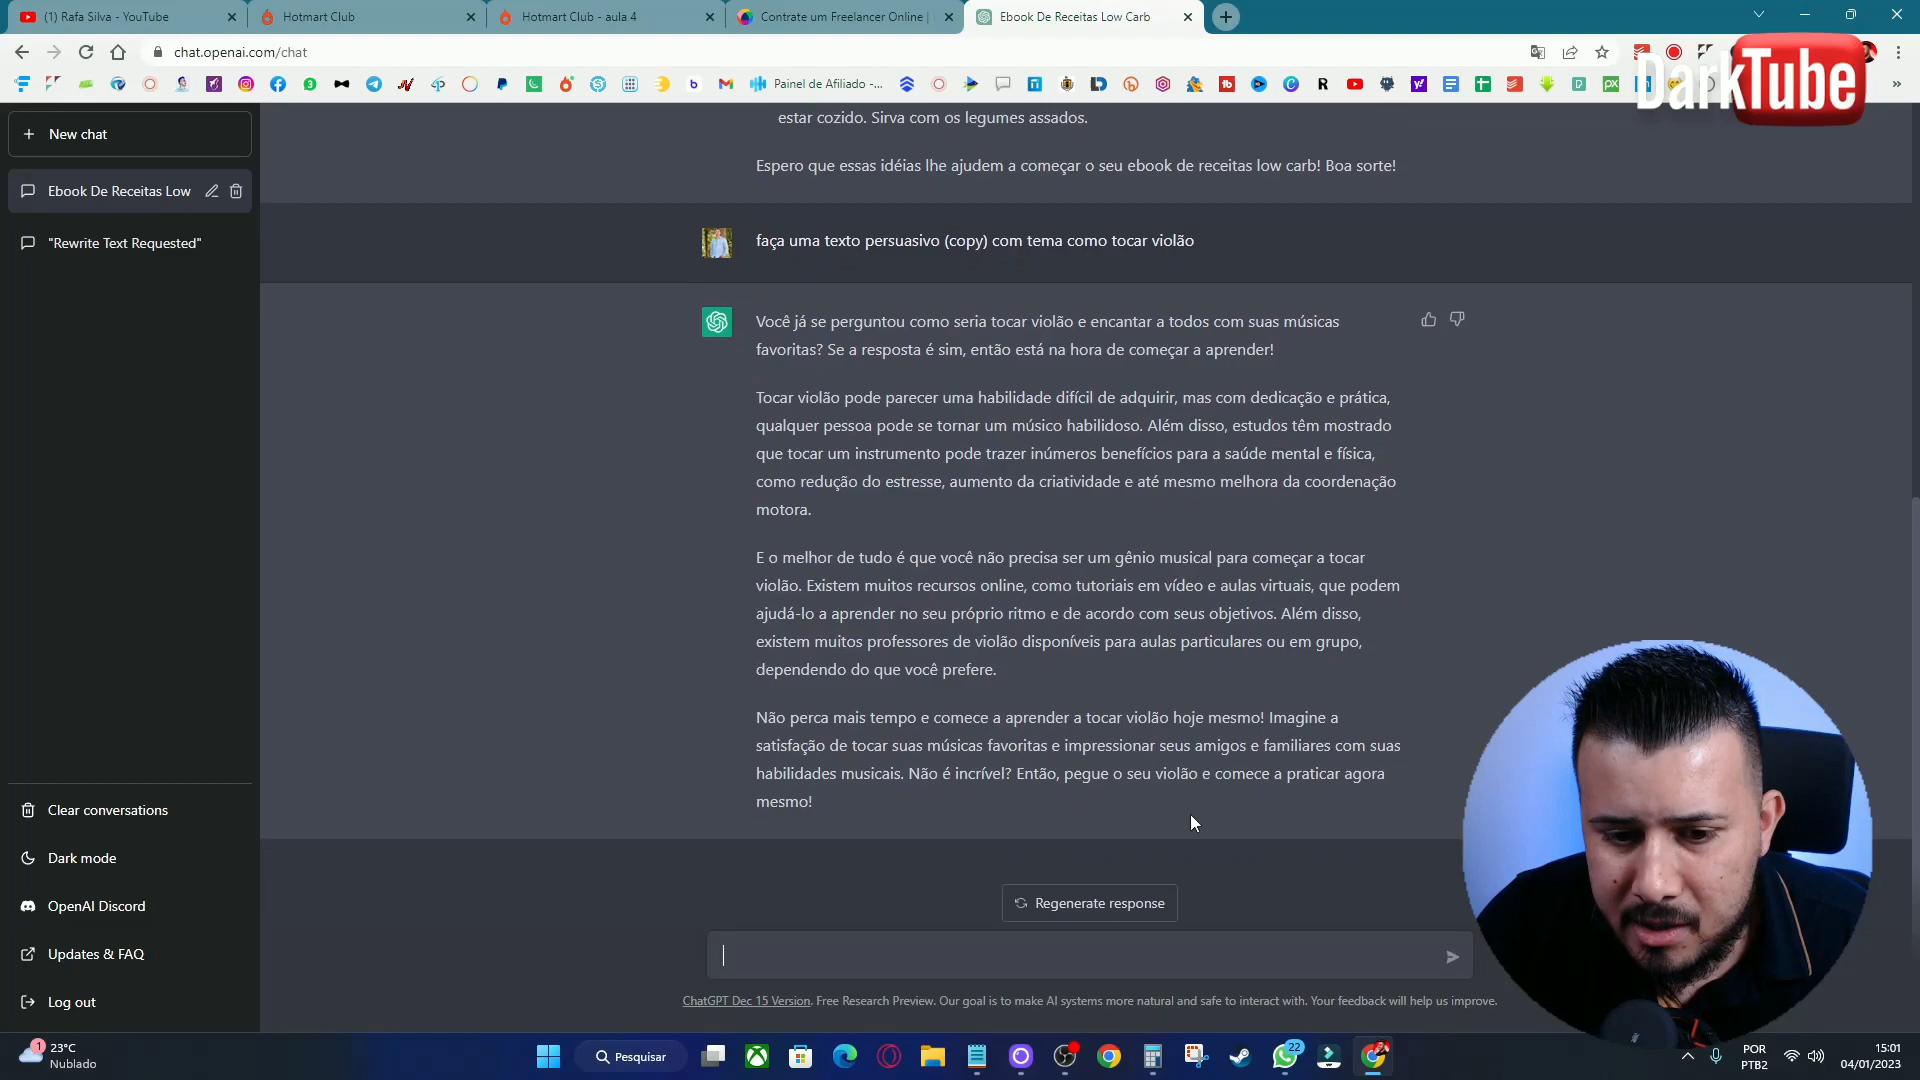 (1) Rafa Silva - YouTube
Hotmart Club
Hotmart Club - aula 4
Contrate um Freelancer Online |
Ebook De Receitas Low Carb
chat.openai.com/chat
Painel de Afiliado -...
DarkTube
New chat
Ebook De Receitas Low
"Rewrite Text Requested"
estar cozido. Sirva com os legumes assados.
Espero que essas idéias lhe ajudem a começar o seu ebook de receitas low carb! Boa sorte!
faça uma texto persuasivo (copy) com tema como tocar violão
Você já se perguntou como seria tocar violão e encantar a todos com suas músicas
favoritas? Se a resposta é sim, então está na hora de começar a aprender!
Tocar violão pode parecer uma habilidade difícil de adquirir, mas com dedicação e prática,
qualquer pessoa pode se tornar um músico habilidoso. Além disso, estudos têm mostrado
que tocar um instrumento pode trazer inúmeros benefícios para a saúde mental e física,
como redução do estresse, aumento da criatividade e até mesmo melhora da coordenação
motora.
E o melhor de tudo é que você não precisa ser um gênio musical para começar a tocar
violão. Existem muitos recursos online, como tutoriais em vídeo e aulas virtuais, que podem
ajudá-lo a aprender no seu próprio ritmo e de acordo com seus objetivos. Além disso,
existem muitos professores de violão disponíveis para aulas particulares ou em grupo,
dependendo do que você prefere.
Não perca mais tempo e comece a aprender a tocar violão hoje mesmo! Imagine a
satisfação de tocar suas músicas favoritas e impressionar seus amigos e familiares com suas
habilidades musicais. Não é incrível? Então, pegue o seu violão e comece a praticar agora
mesmo!
Clear conversations
Dark mode
OpenAI Discord
Updates & FAQ
Log out
Regenerate response
ChatGPT Dec 15 Version. Free Research Preview. Our goal is to make AI systems more natural and safe to interact with. Your feedback will help us improve.
1
23°C
Nublado
Pesquisar
22
POR
PTB2
15:01
04/01/2023